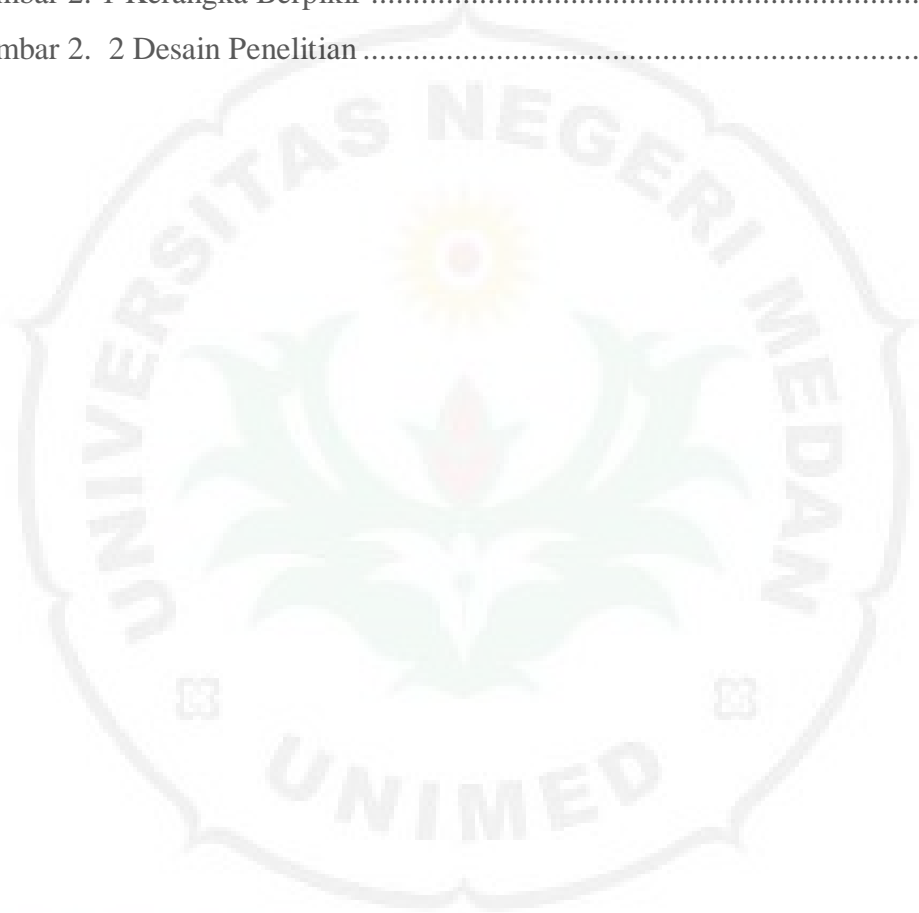 mbar 2. 1 Kerangka Berpikir ........................................................
mbar 2. 2 Desain Penelitian ........................................................
UNIVERSITAS NEGERI MEDAN
UNIMED